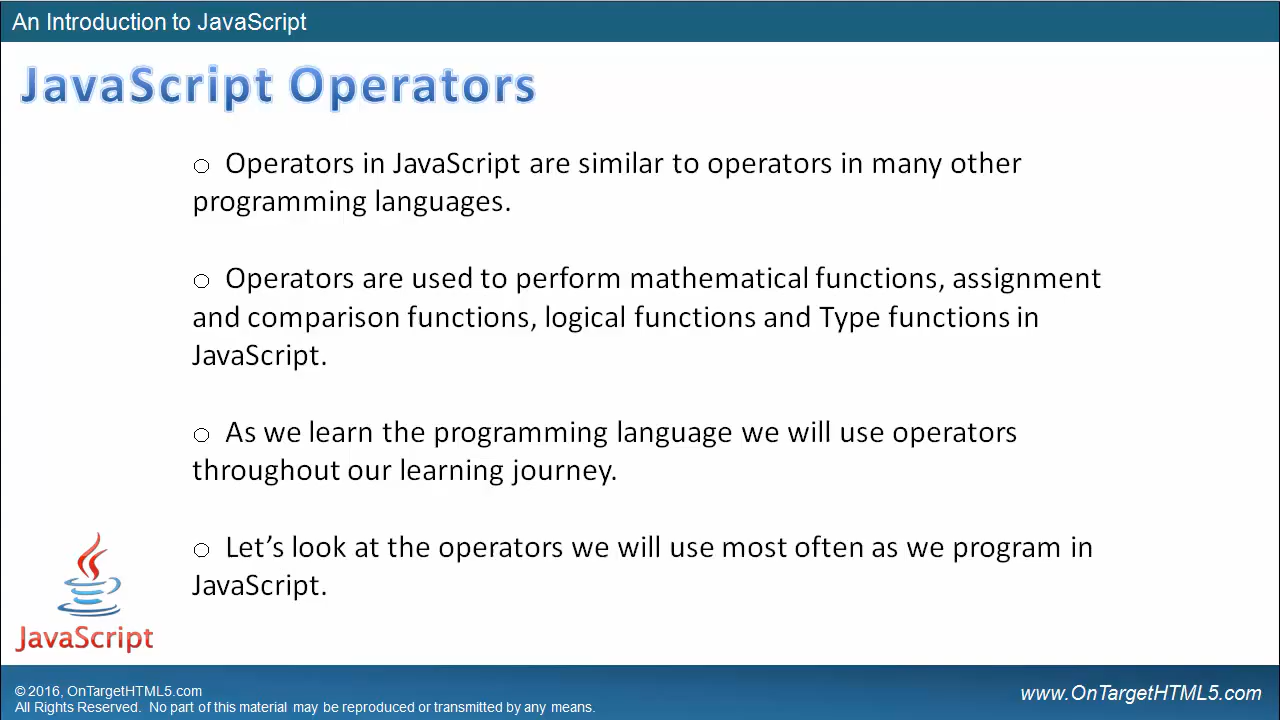 An Introduction to JavaScript
JavaScript Operators
o Operators in JavaScript are similar to operators in many other
programming languages.
o Operators are used to perform mathematical functions, assignment
and comparison functions, logical functions and Type functions in
JavaScript.
o As we learn the programming language we will use operators
throughout our learning journey.
o Let’s look at the operators we will use most often as we program in
JavaScript.
JavaScript
© 2016, OnTargetHTML5.com
All Rights Reserved. No part of this material may be reproduced or transmitted by any means.
www.OnTargetHTML5.com